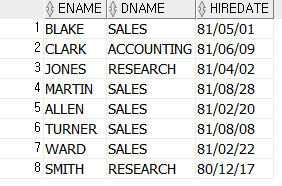 ENAME DNAME HIREDATE
1 BLAKE SALES 81/05/01
2 CLARK ACCOUNTING 81/06/09
3 JONES RESEARCH 81/04/02
4 MARTIN SALES 81/08/28
5 ALLEN SALES 81/02/20
6 TURNER SALES 81/08/08
7 WARD SALES 81/02/22
8 SMITH RESEARCH 80/12/17